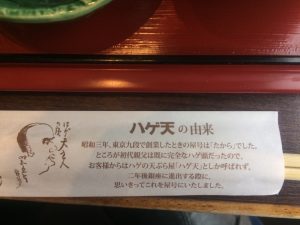 ハゲ天の由来
昭和三年、東京九段で創業したときの屋号は「たから」でした。
ところが初代親父は既に完全なハゲ頭だったので、
お客様からはハゲの天ぷら屋「ハゲ天」としか呼ばれず、
二年後銀座に進出する際に、
思いきってこれを屋号にいたしました。